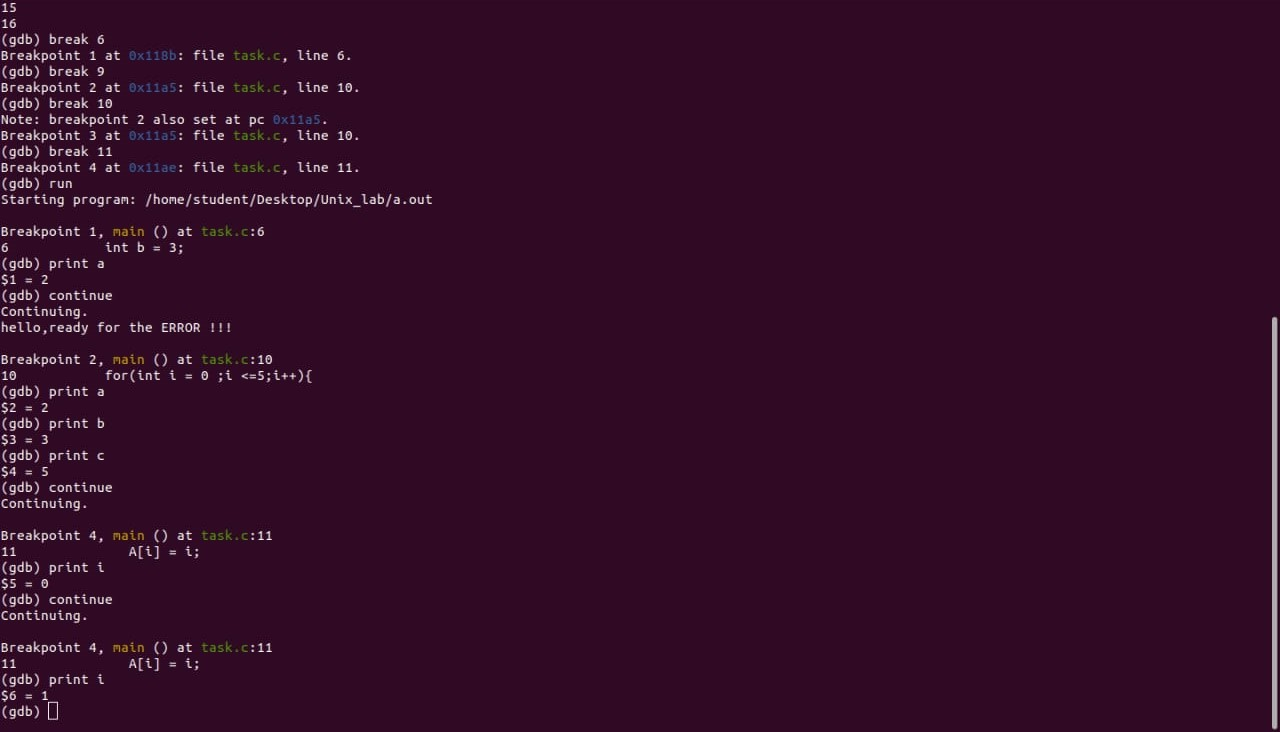 15
16
(gdb) break 6
Breakpoint 1 at 0x118b: file task.c, line 6.
(gdb) break 9
Breakpoint 2 at 0x11a5: file task.c, line 10.
(gdb) break 10
Note: breakpoint 2 also set at pc 0x11a5.
Breakpoint 3 at 0x11a5: file task.c, line 10.
(gdb) break 11
Breakpoint 4 at 0x11ae: file task.c, line 11.
(gdb) run
Starting program: /home/student/Desktop/Unix_lab/a.out
Breakpoint 1, main () at task.c:6
6            int b = 3;
(gdb) print a
$1 = 2
(gdb) continue
Continuing.
hello,ready for the ERROR !!!
Breakpoint 2, main () at task.c:10
10           for(int i = 0 ;i <=5;i++){
(gdb) print a
$2 = 2
(gdb) print b
$3 = 3
(gdb) print c
$4 = 5
(gdb) continue
Continuing.
Breakpoint 4, main () at task.c:11
11              A[i] = i;
(gdb) print i
$5 = 0
(gdb) continue
Continuing.
Breakpoint 4, main () at task.c:11
11              A[i] = i;
(gdb) print i
$6 = 1
(gdb)